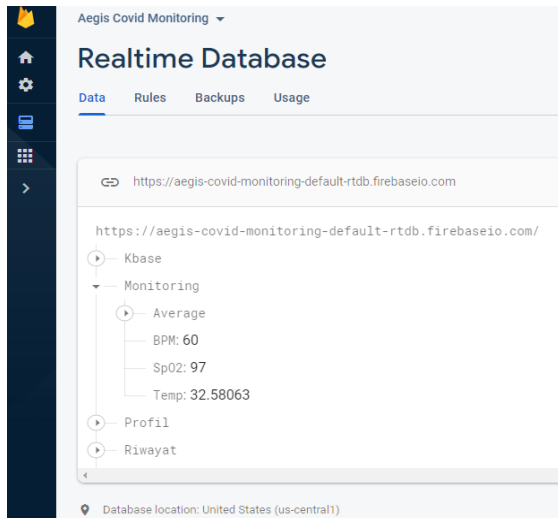 Aegis Covid Monitoring
Realtime Database
Data Rules Backups Usage
https://aegis-covid-monitoring-default-rtdb.firebaseio.com
https://aegis-covid-monitoring-default-rtdb.firebaseio.com/
Kbase
Monitoring
Average
BPM: 60
SpO2: 97
Temp: 32.58063
Profil
Riwayat
Database location: United States (us-central1)